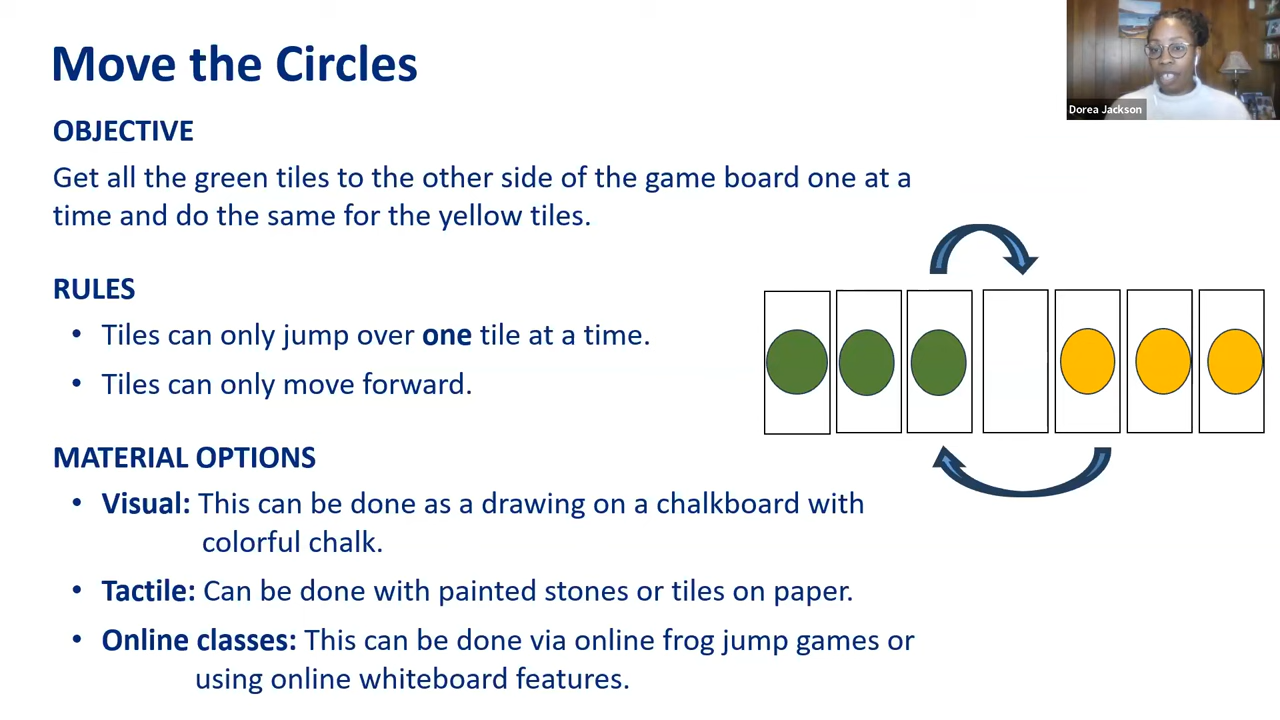 Move the Circles
Dorea Jackson
OBJECTIVE
Get all the green tiles to the other side of the game board one at a
time and do the same for the yellow tiles.
RULES
• Tiles can only jump over one tile at a time.
• Tiles can only move forward.
MATERIAL OPTIONS
• Visual: This can be done as a drawing on a chalkboard with
colorful chalk.
• Tactile: Can be done with painted stones or tiles on paper.
• Online classes: This can be done via online frog jump games or
using online whiteboard features.